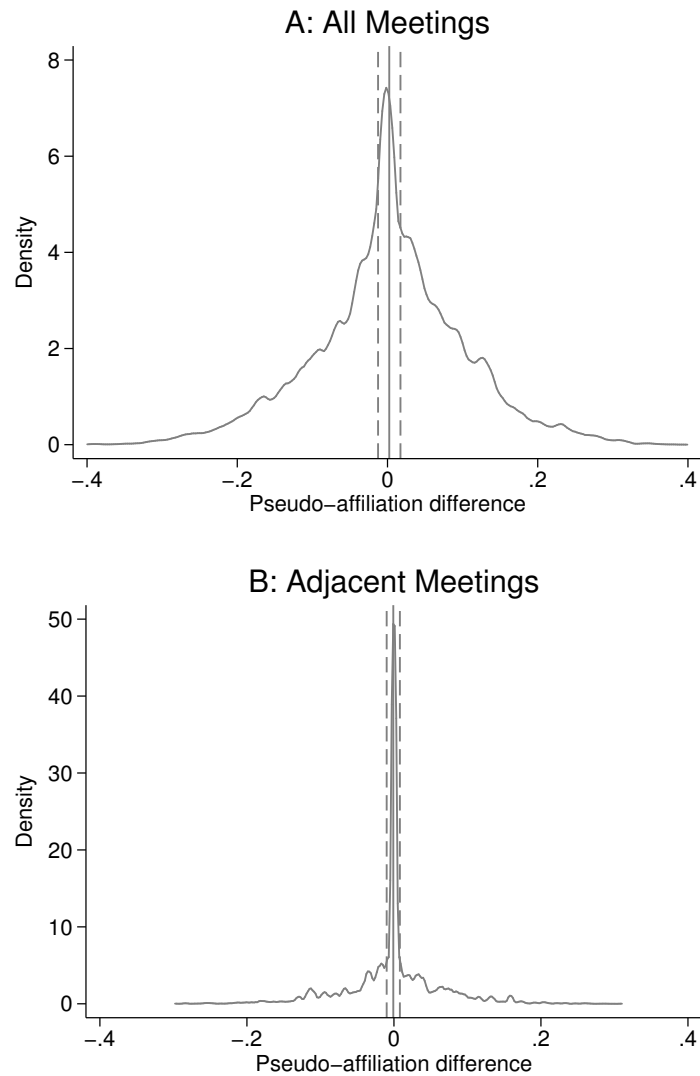 A: All Meetings
8
6
4
2
0
Density
−.4 −.2 0 .2 .4
Pseudo−affiliation difference
B: Adjacent Meetings
50
40
30
20
10
0
Density
−.4 −.2 0 .2 .4
Pseudo−affiliation difference